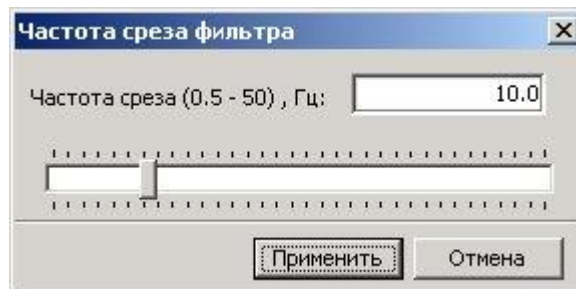 Частота среза фильтра
Частота среза (0.5 - 50) , Гц: 10.0
Применить Отмена